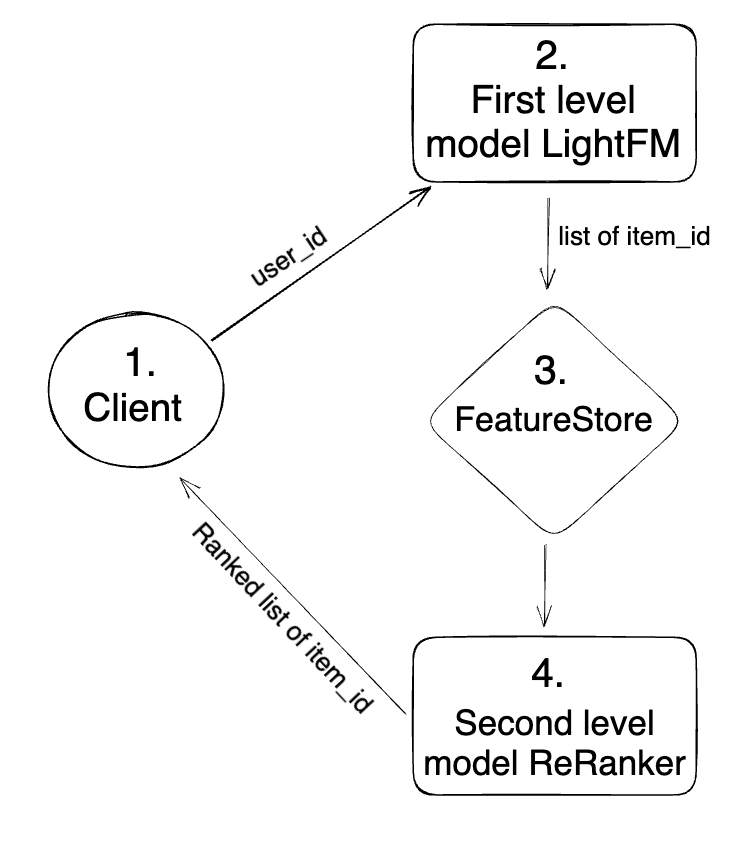 1.
Client
user_id
2.
First level
model LightFM
list of item_id
3.
FeatureStore
4.
Second level
model ReRanker
Ranked list of item_id